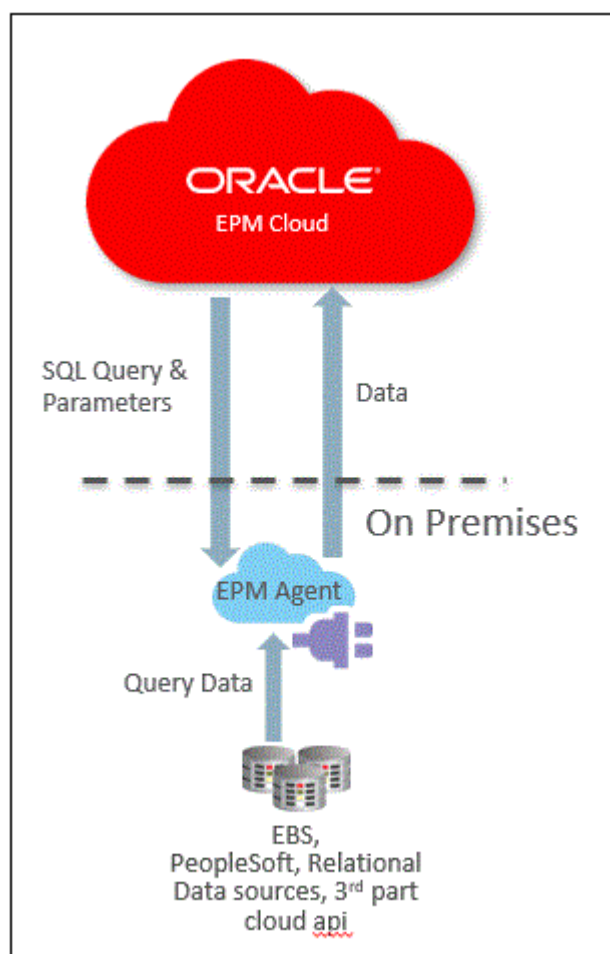 ORACLE®
EPM Cloud
SQL Query &
Parameters
Data
On Premises
EPM Agent
Query Data
EBS,
PeopleSoft, Relational
Data sources, 3rd part
cloud api